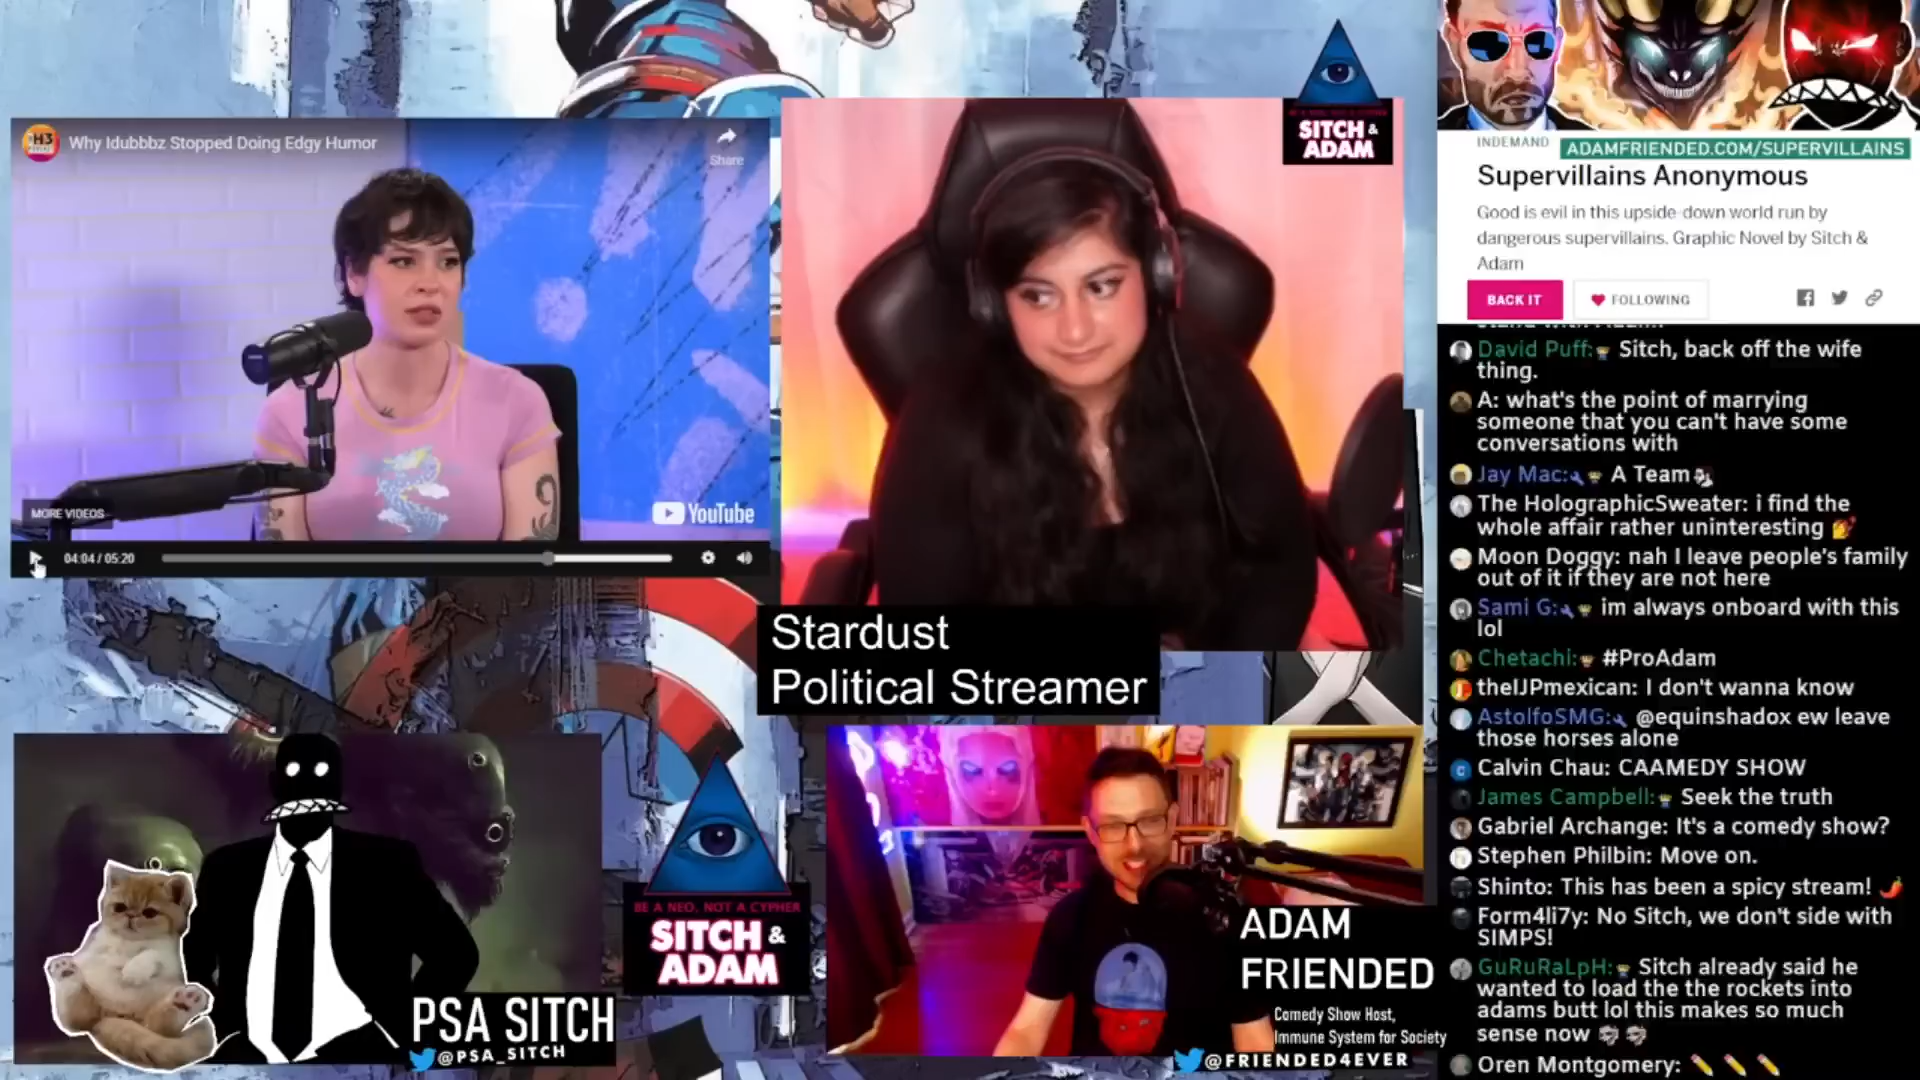 H3
Why Idubbbz Stopped Doing Edgy Humor
Share
MORE VIDEOS
YouTube
04:04 / 05:20
SITCH &
ADAM
Stardust
Political Streamer
BE A NEO, NOT A CYPHER
SITCH &
ADAM
PSA SITCH
@PSA_SITCH
ADAM
FRIENDED
Comedy Show Host,
Immune System for Society
@FRIENDED4EVER
INDEMAND
ADAMFRIENDED.COM/SUPERVILLAINS
Supervillains Anonymous
Good is evil in this upside-down world run by
dangerous supervillains. Graphic Novel by Sitch &
Adam
BACK IT
FOLLOWING
David Puff: Sitch, back off the wife
thing.
A: what's the point of marrying
someone that you can't have some
conversations with
Jay Mac: A Team
The HolographicSweater: i find the
whole affair rather uninteresting
Moon Doggy: nah I leave people's family
out of it if they are not here
Sami G: im always onboard with this
lol
Chetachi: #ProAdam
theIJPmexican: I don't wanna know
AstolfoSMG: @equinshadox ew leave
those horses alone
Calvin Chau: CAAMEDY SHOW
James Campbell: Seek the truth
Gabriel Archange: It's a comedy show?
Stephen Philbin: Move on.
Shinto: This has been a spicy stream!
Form4li7y: No Sitch, we don't side with
SIMPS!
GuRuRaLpH: Sitch already said he
wanted to load the the rockets into
adams butt lol this makes so much
sense now
Oren Montgomery: